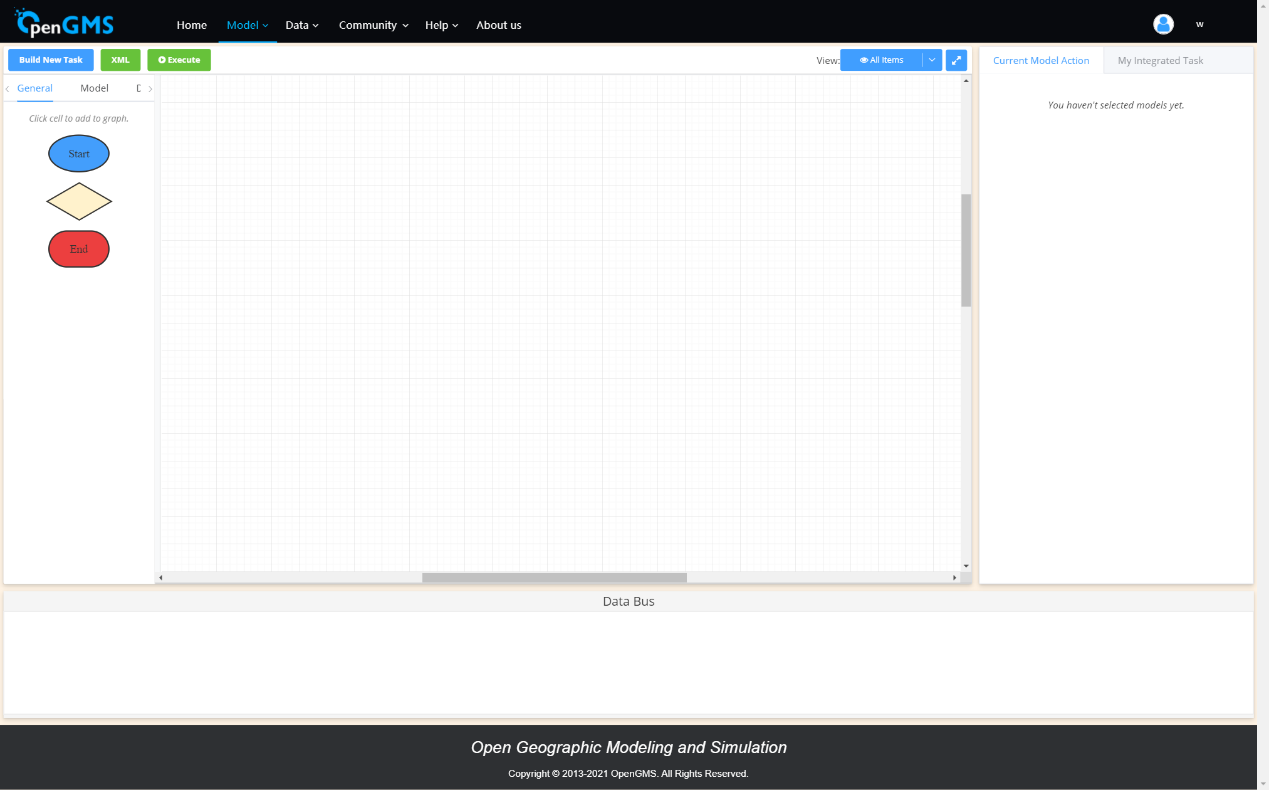 OpenGMS
Home Model Data Community Help About us w
Build New Task XML Execute View: All Items
Current Model Action My Integrated Task
General Model D
Click cell to add to graph.
You haven't selected models yet.
Start
End
Data Bus
Open Geographic Modeling and Simulation
Copyright © 2013-2021 OpenGMS. All Rights Reserved.